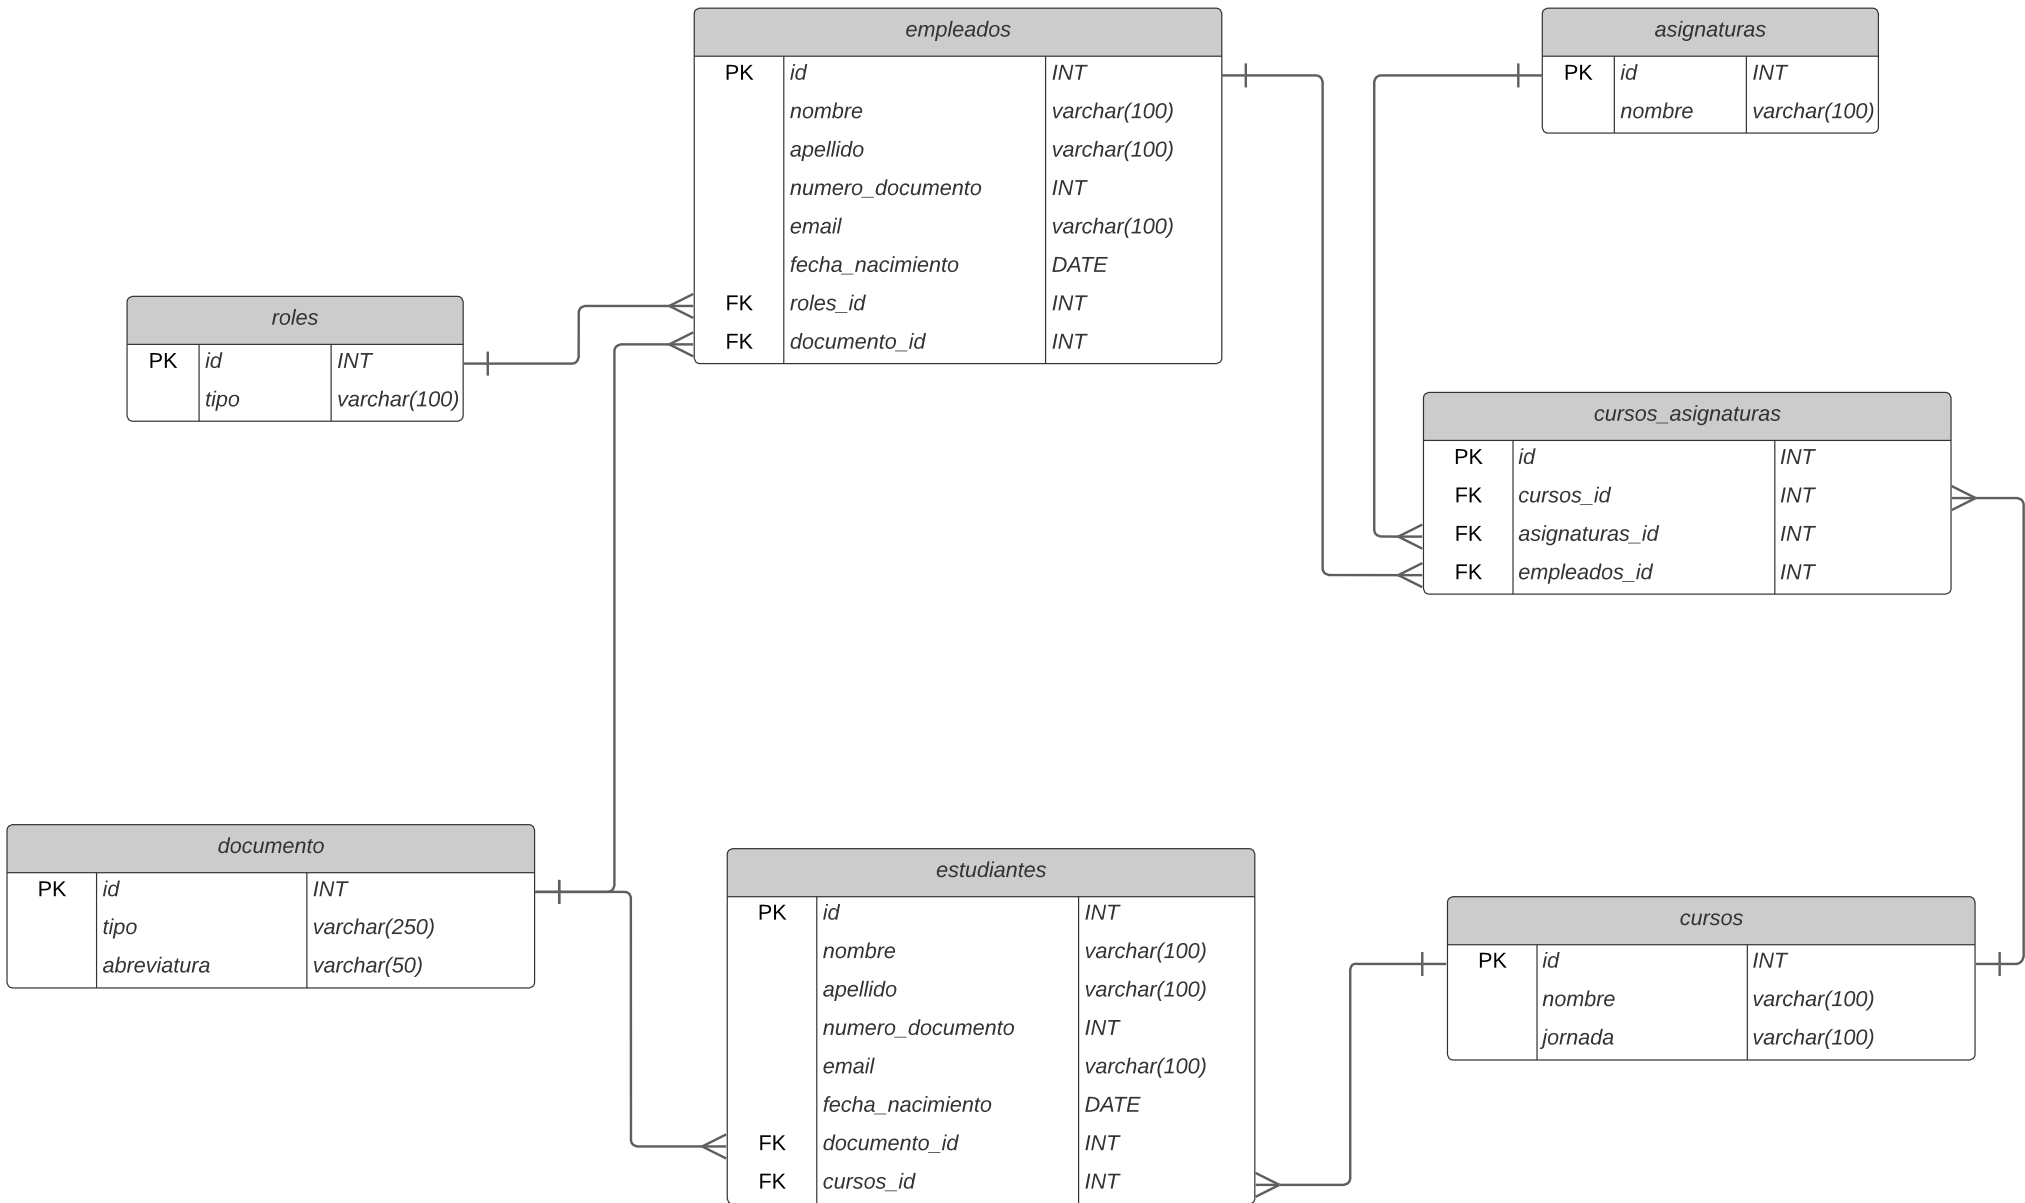 empleados
PK id INT
nombre varchar(100)
apellido varchar(100)
numero_documento INT
email varchar(100)
fecha_nacimiento DATE
FK roles_id INT
FK documento_id INT
asignaturas
PK id INT
nombre varchar(100)
roles
PK id INT
tipo varchar(100)
cursos_asignaturas
PK id INT
FK cursos_id INT
FK asignaturas_id INT
FK empleados_id INT
documento
PK id INT
tipo varchar(250)
abreviatura varchar(50)
estudiantes
PK id INT
nombre varchar(100)
apellido varchar(100)
numero_documento INT
email varchar(100)
fecha_nacimiento DATE
FK documento_id INT
FK cursos_id INT
cursos
PK id INT
nombre varchar(100)
jornada varchar(100)